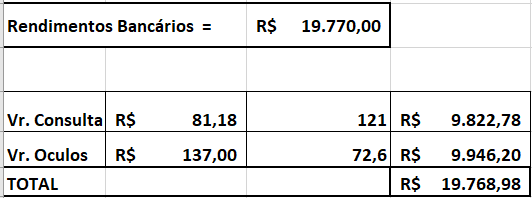 Rendimentos Bancários = R$ 19.770,00
Vr. Consulta R$ 81,18 121 R$ 9.822,78
Vr. Oculos R$ 137,00 72,6 R$ 9.946,20
TOTAL R$ 19.768,98